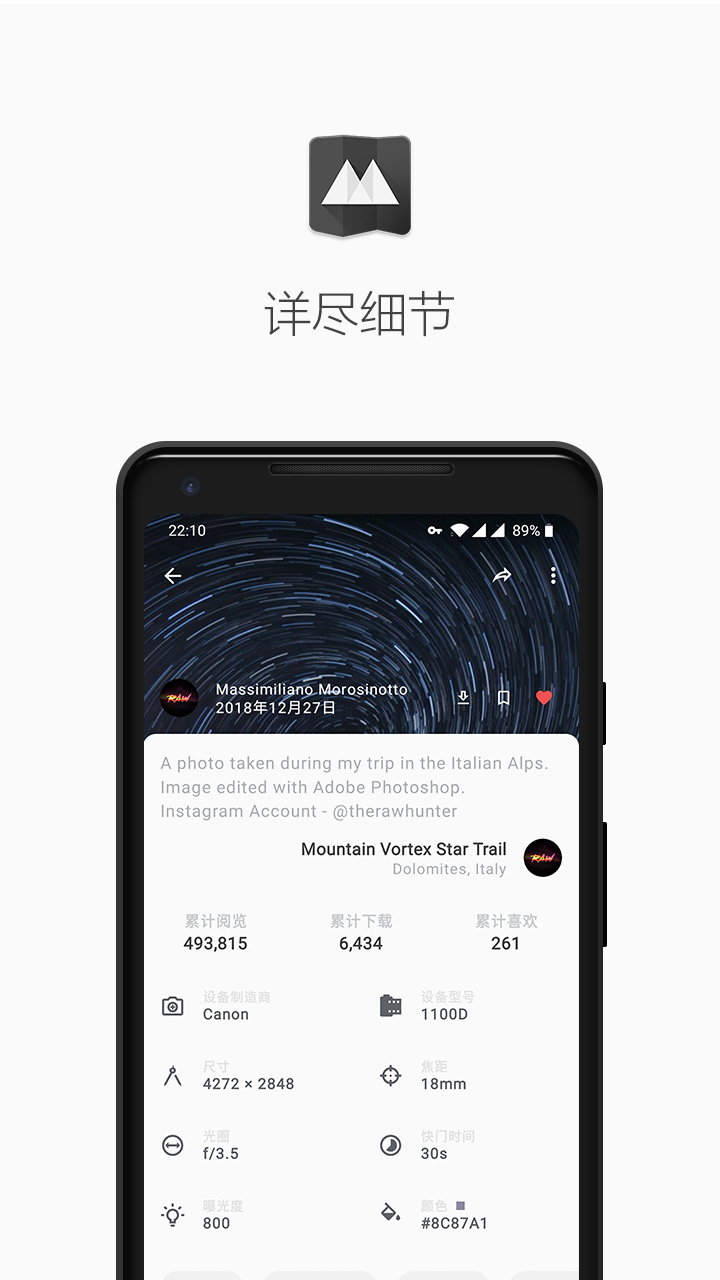 详尽细节
22:10
89%
Massimiliano Morosinotto
2018年12月27日
RAW
A photo taken during my trip in the Italian Alps.
Image edited with Adobe Photoshop.
Instagram Account - @therawhunter
Mountain Vortex Star Trail
Dolomites, Italy
RAW
累计阅览 累计下载 累计喜欢
493,815 6,434 261
设备制造商 设备型号
Canon 1100D
尺寸 焦距
4272 × 2848 18mm
光圈 快门时间
f/3.5 30s
曝光度 颜色
800 #8C87A1